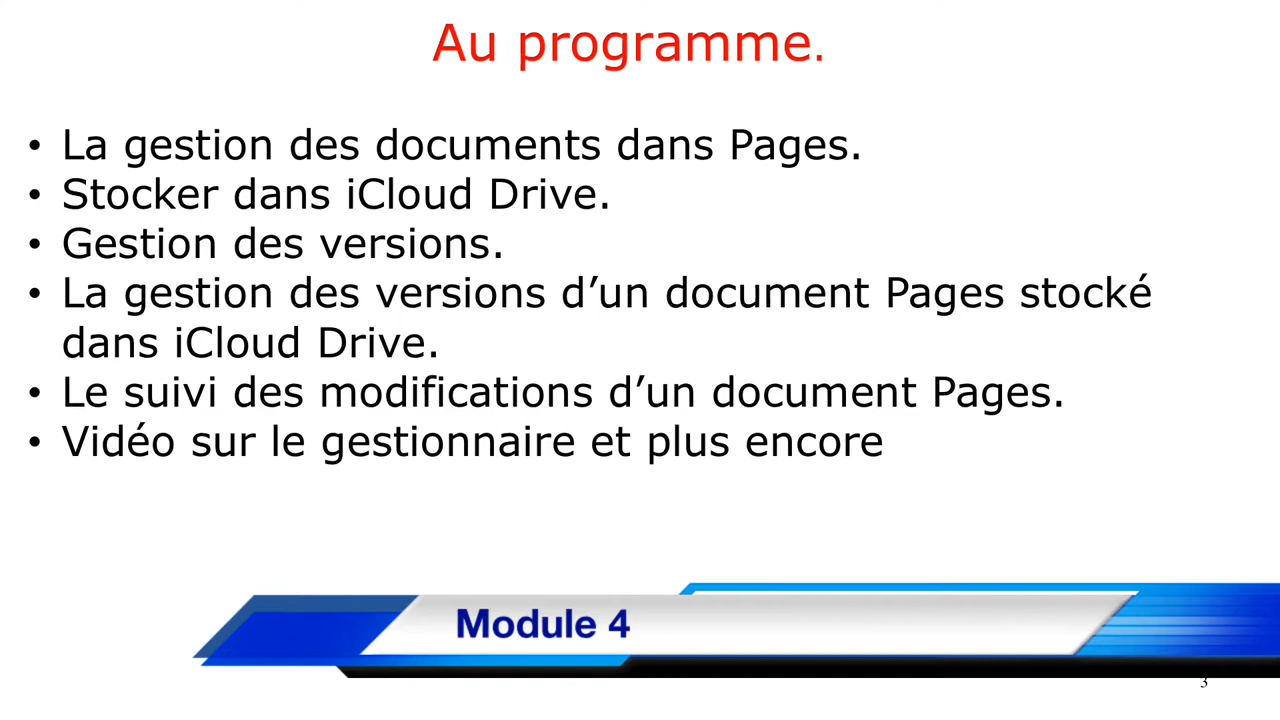 Au programme.
• La gestion des documents dans Pages.
• Stocker dans iCloud Drive.
• Gestion des versions.
• La gestion des versions d’un document Pages stocké
dans iCloud Drive.
• Le suivi des modifications d’un document Pages.
• Vidéo sur le gestionnaire et plus encore
Module 4
3